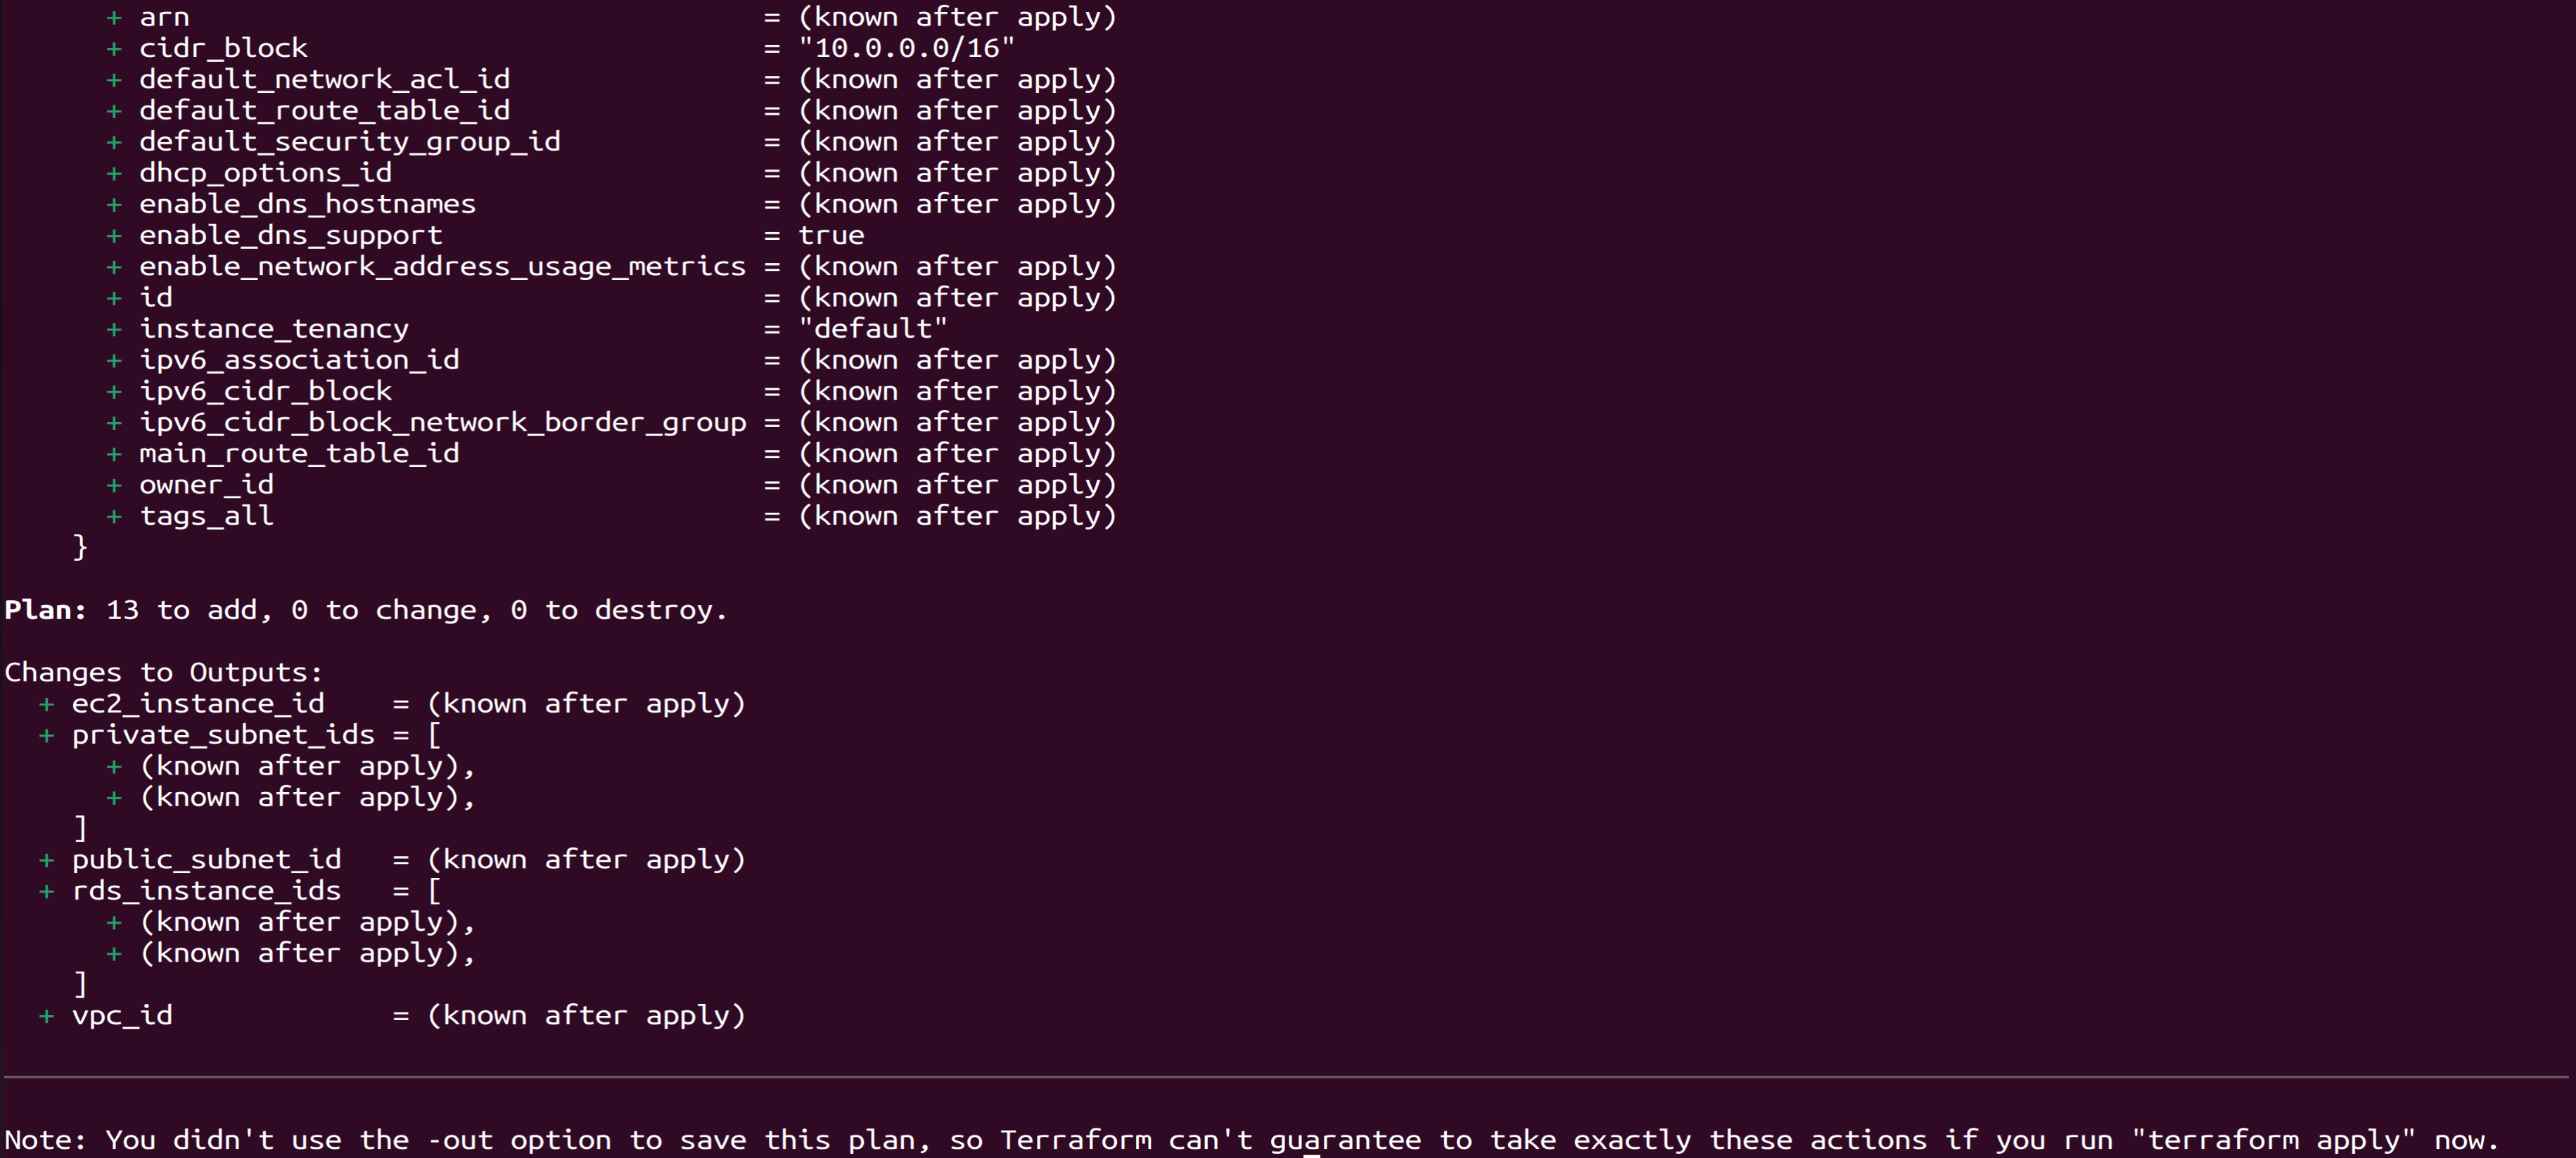 + arn                                  = (known after apply)
+ cidr_block                           = "10.0.0.0/16"
+ default_network_acl_id               = (known after apply)
+ default_route_table_id               = (known after apply)
+ default_security_group_id            = (known after apply)
+ dhcp_options_id                      = (known after apply)
+ enable_dns_hostnames                 = (known after apply)
+ enable_dns_support                   = true
+ enable_network_address_usage_metrics = (known after apply)
+ id                                   = (known after apply)
+ instance_tenancy                     = "default"
+ ipv6_association_id                  = (known after apply)
+ ipv6_cidr_block                      = (known after apply)
+ ipv6_cidr_block_network_border_group = (known after apply)
+ main_route_table_id                  = (known after apply)
+ owner_id                             = (known after apply)
+ tags_all                             = (known after apply)
}
Plan: 13 to add, 0 to change, 0 to destroy.
Changes to Outputs:
+ ec2_instance_id    = (known after apply)
+ private_subnet_ids = [
+ (known after apply),
+ (known after apply),
]
+ public_subnet_id   = (known after apply)
+ rds_instance_ids   = [
+ (known after apply),
+ (known after apply),
]
+ vpc_id             = (known after apply)
Note: You didn't use the -out option to save this plan, so Terraform can't guarantee to take exactly these actions if you run "terraform apply" now.